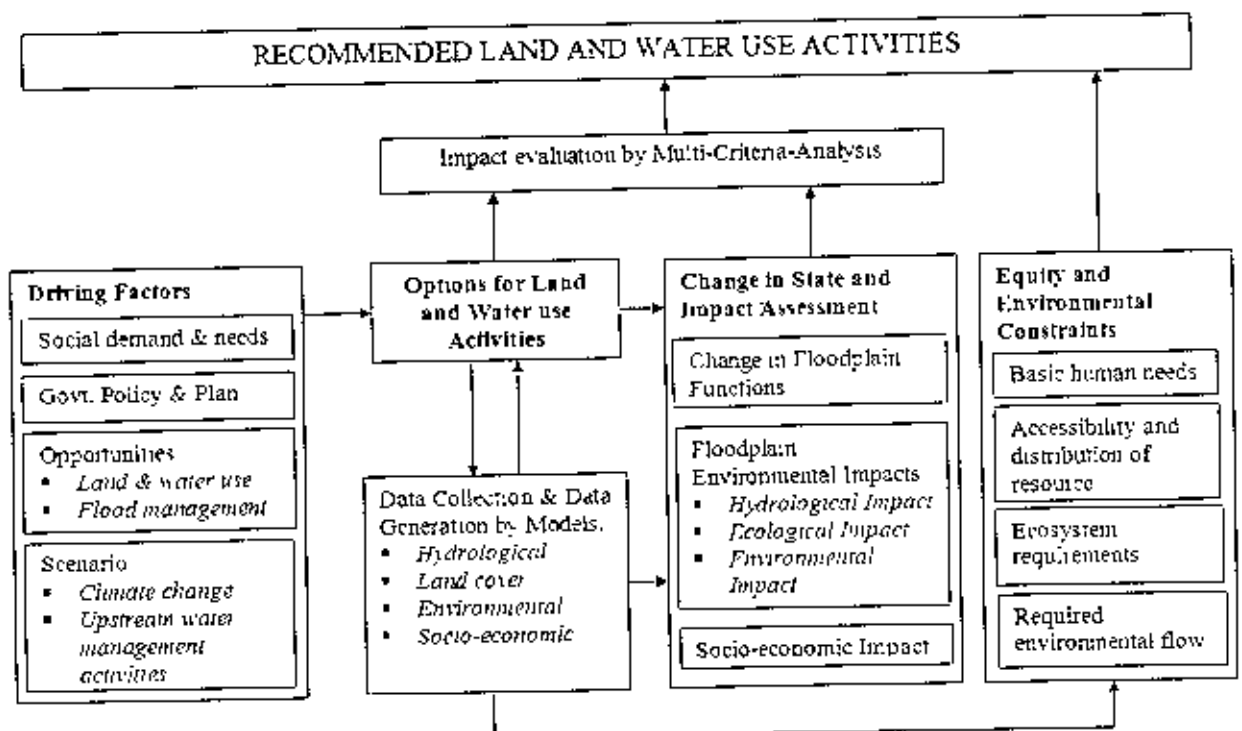 RECOMMENDED LAND AND WATER USE ACTIVITIES
Impact evaluation by Multi-Criteria-Analysis
Driving Factors
Social demand & needs
Govt. Policy & Plan
Opportunities
▪ Land & water use
▪ Flood management
Scenario
▪ Climate change
▪ Upstream water
management
activities
Options for Land
and Water use
Activities
Data Collection & Data
Generation by Models.
• Hydrological
• Land cover
• Environmental
• Socio-economic
Change in State and
Impact Assessment
Change in Floodplain
Functions
Floodplain
Environmental Impacts
▪ Hydrological Impact
▪ Ecological Impact
▪ Environmental
Impact
Socio-economic Impact
Equity and
Environmental
Constraints
Basic human needs
Accessibility and
distribution of
resource
Ecosystem
requirements
Required
environmental flow